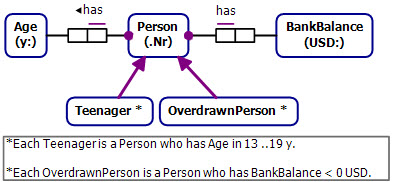 Age
(y:)
◄has
Person
(.Nr)
has
BankBalance
(USD:)
Teenager *
OverdrawnPerson *
*Each Teenager is a Person who has Age in 13 ..19 y.
*Each OverdrawnPerson is a Person who has BankBalance < 0 USD.